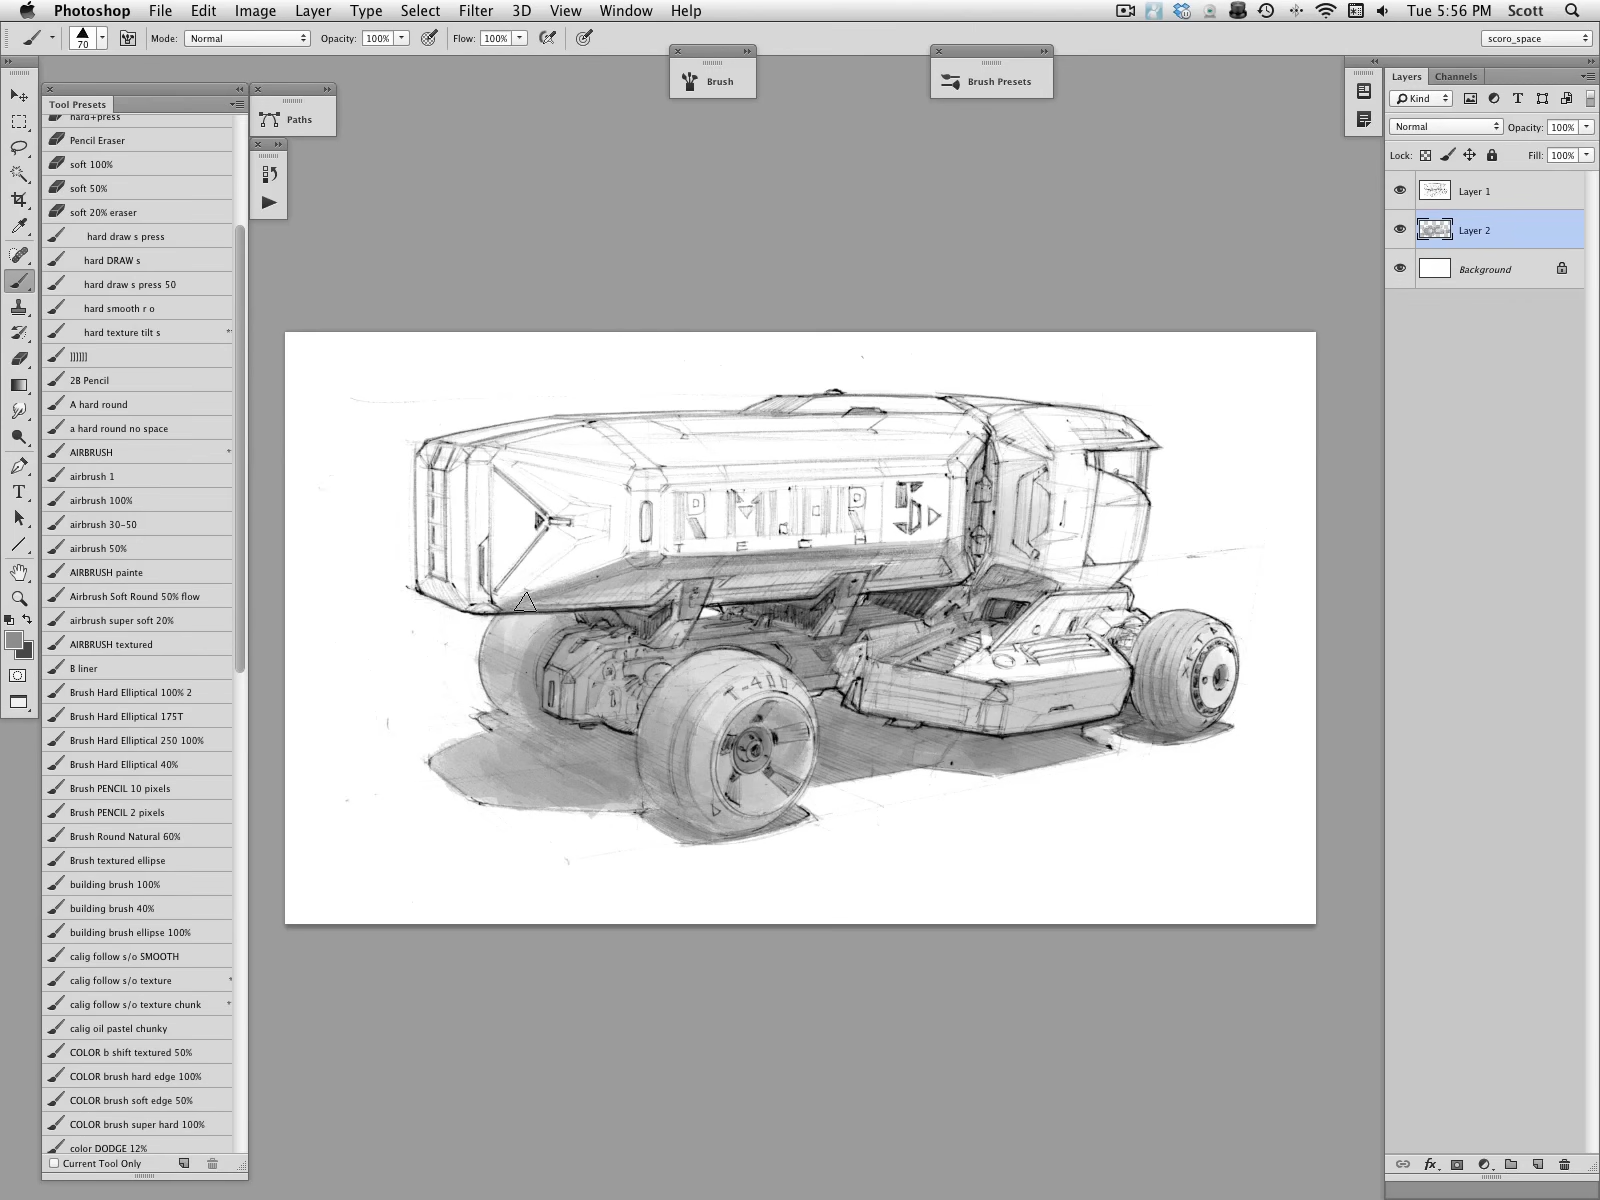 Photoshop File Edit Image Layer Type Select Filter 3D View Window Help Tue 5:56 PM Scott
70 Mode: Normal Opacity: 100% Flow: 100% scoro_space
Brush
Brush Presets
Tool Presets
Paths
hard+press
Pencil Eraser
soft 100%
soft 50%
soft 20% eraser
hard draw s press
hard DRAW s
hard draw s press 50
hard smooth r o
hard texture tilt s
]]]]]]
2B Pencil
A hard round
a hard round no space
AIRBRUSH
airbrush 1
airbrush 100%
airbrush 30-50
airbrush 50%
AIRBRUSH painte
Airbrush Soft Round 50% flow
airbrush super soft 20%
AIRBRUSH textured
B liner
Brush Hard Elliptical 100% 2
Brush Hard Elliptical 175T
Brush Hard Elliptical 250 100%
Brush Hard Elliptical 40%
Brush PENCIL 10 pixels
Brush PENCIL 2 pixels
Brush Round Natural 60%
Brush textured ellipse
building brush 100%
building brush 40%
building brush ellipse 100%
calig follow s/o SMOOTH
calig follow s/o texture
calig follow s/o texture chunk
calig oil pastel chunky
COLOR b shift textured 50%
COLOR brush hard edge 100%
COLOR brush soft edge 50%
COLOR brush super hard 100%
color DODGE 12%
Current Tool Only
TECH
T-400
Layers Channels
Kind
Normal Opacity: 100%
Lock: Fill: 100%
Layer 1
Layer 2
Background
fx